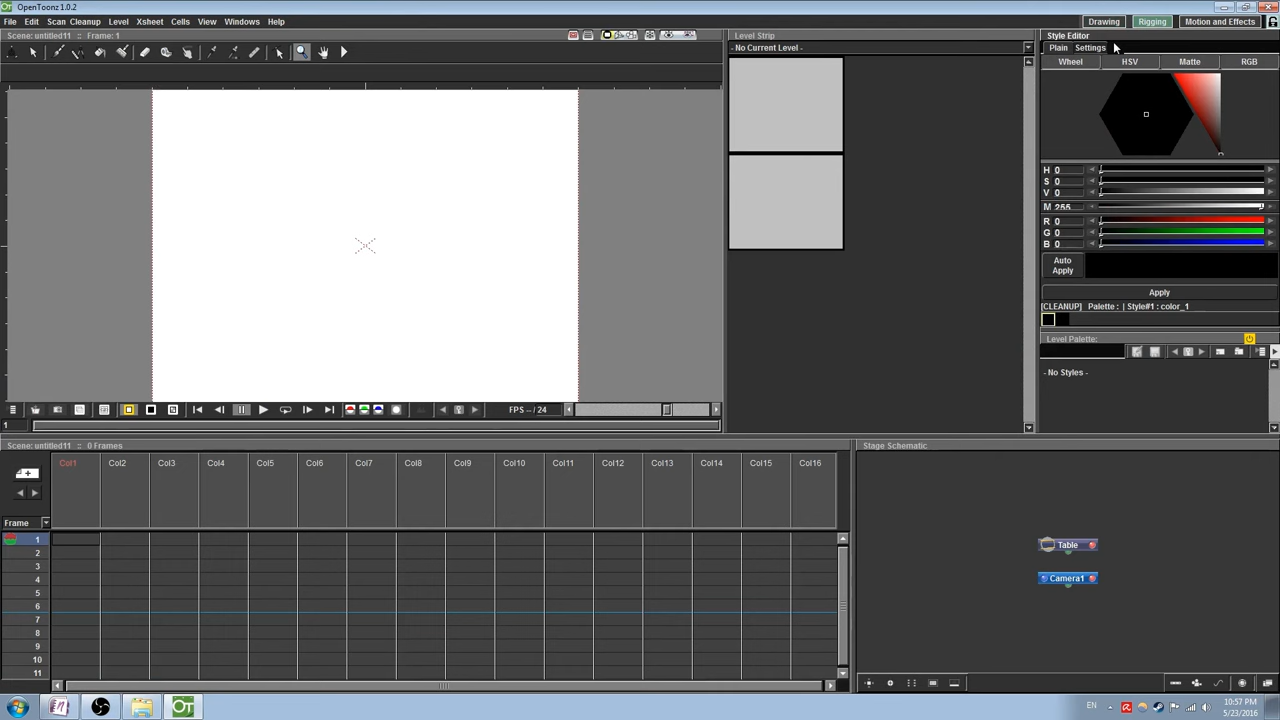 OpenToonz 1.0.2
File Edit Scan Cleanup Level Xsheet Cells View Windows Help
Drawing Rigging Motion and Effects
Scene: untitled11 :: Frame: 1
Level Strip
Style Editor
- No Current Level -
Plain Settings
Wheel HSV Matte RGB
H 0
S 0
V 0
M 255
R 0
G 0
B 0
Auto
Apply
Apply
[CLEANUP] Palette : | Style#1 : color_1
Level Palette:
- No Styles -
FPS -- /24
1
Scene: untitled11 :: 0 Frames
Stage Schematic
Col1 Col2 Col3 Col4 Col5 Col6 Col7 Col8 Col9 Col10 Col11 Col12 Col13 Col14 Col15 Col16
Frame
1
2
3
4
5
6
7
8
9
10
11
Table
Camera1
EN
10:57 PM
5/23/2016